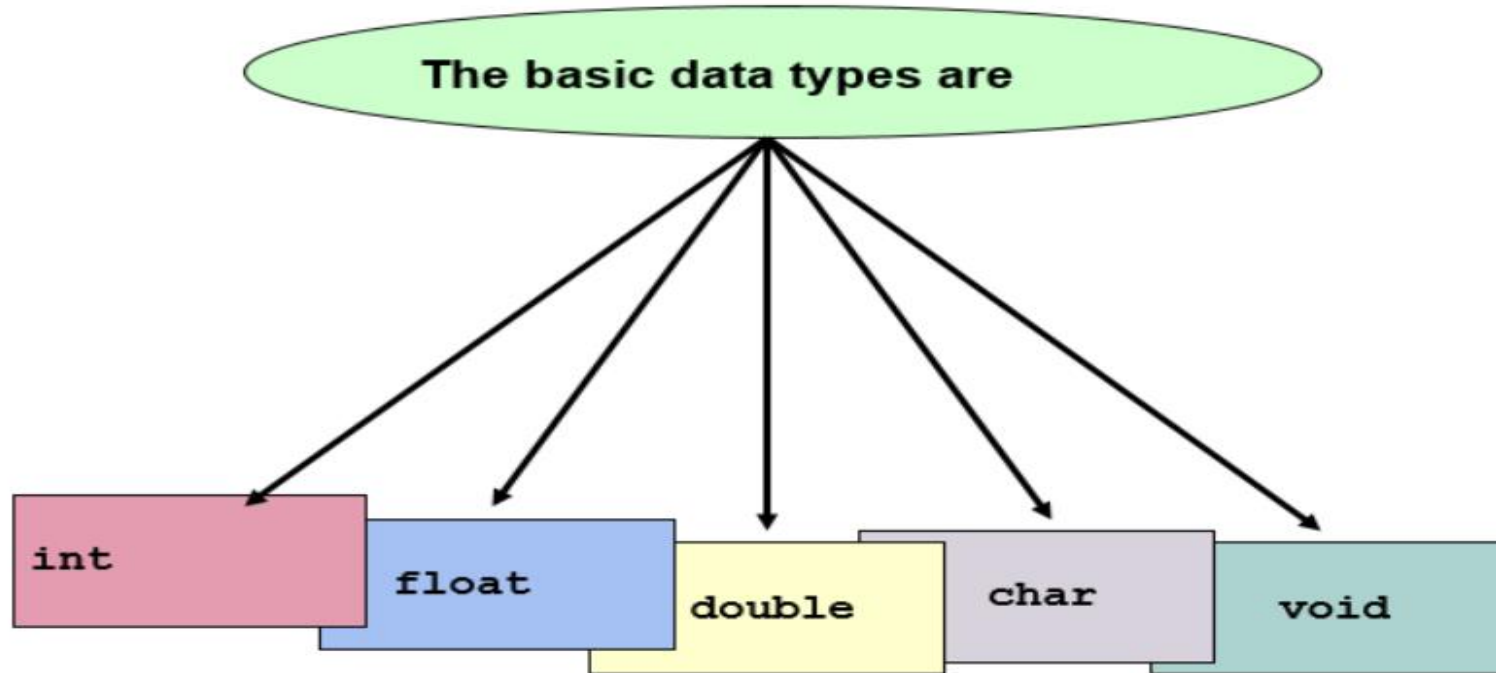 The basic data types are
int
float
double
char
void